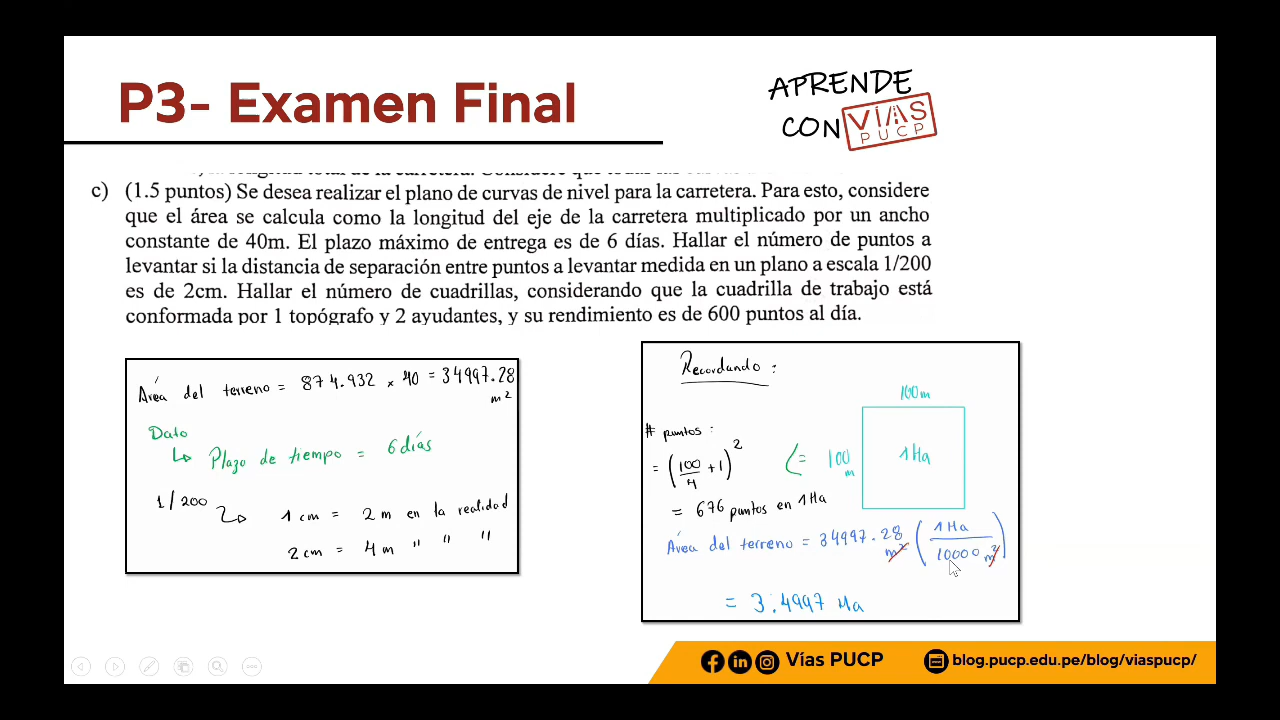 P3- Examen Final
APRENDE
CON VÍAS
PUCP
c) (1.5 puntos) Se desea realizar el plano de curvas de nivel para la carretera. Para esto, considere
que el área se calcula como la longitud del eje de la carretera multiplicado por un ancho
constante de 40m. El plazo máximo de entrega es de 6 días. Hallar el número de puntos a
levantar si la distancia de separación entre puntos a levantar medida en un plano a escala 1/200
es de 2cm. Hallar el número de cuadrillas, considerando que la cuadrilla de trabajo está
conformada por 1 topógrafo y 2 ayudantes, y su rendimiento es de 600 puntos al día.
Área del terreno = 874.932 x 40 = 34997.28
m²
Dato
↳ Plazo de tiempo = 6 días
1/200
↳ 1 cm = 2 m en la realidad
2 cm = 4 m " " "
Recordando :
100m
# puntos :
= (100/4 + 1)²
<= 100 m
1 Ha
= 676 puntos en 1 Ha
Área del terreno = 34997.28 m² (1 Ha / 10000 m²)
= 3.4997 Ha
Vías PUCP
blog.pucp.edu.pe/blog/viaspucp/